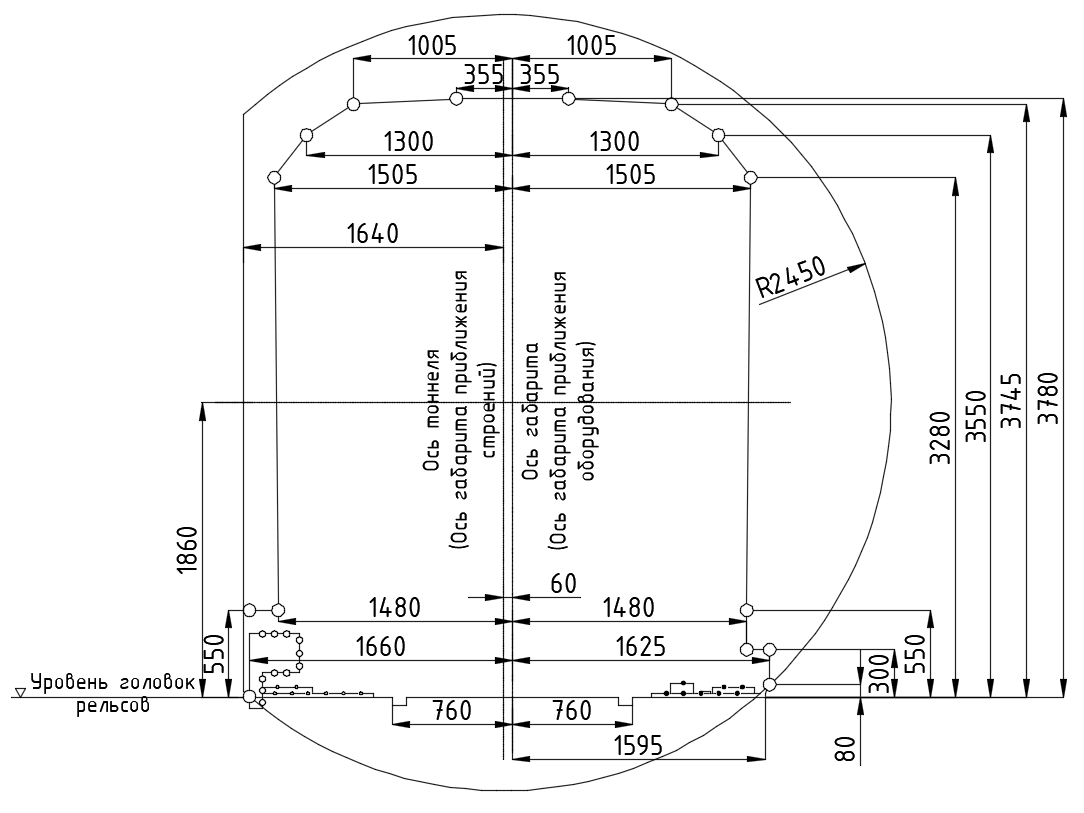 1005
1005
355
355
1300
1300
1505
1505
1640
R2450
Ось тоннеля
(Ось габарита приближения
строений)
Ось габарита
(Ось габарита приближения
оборудования)
3280
3550
3745
3780
1860
60
1480
1480
550
1660
1625
550
300
Уровень головок
рельсов
760
760
1595
80